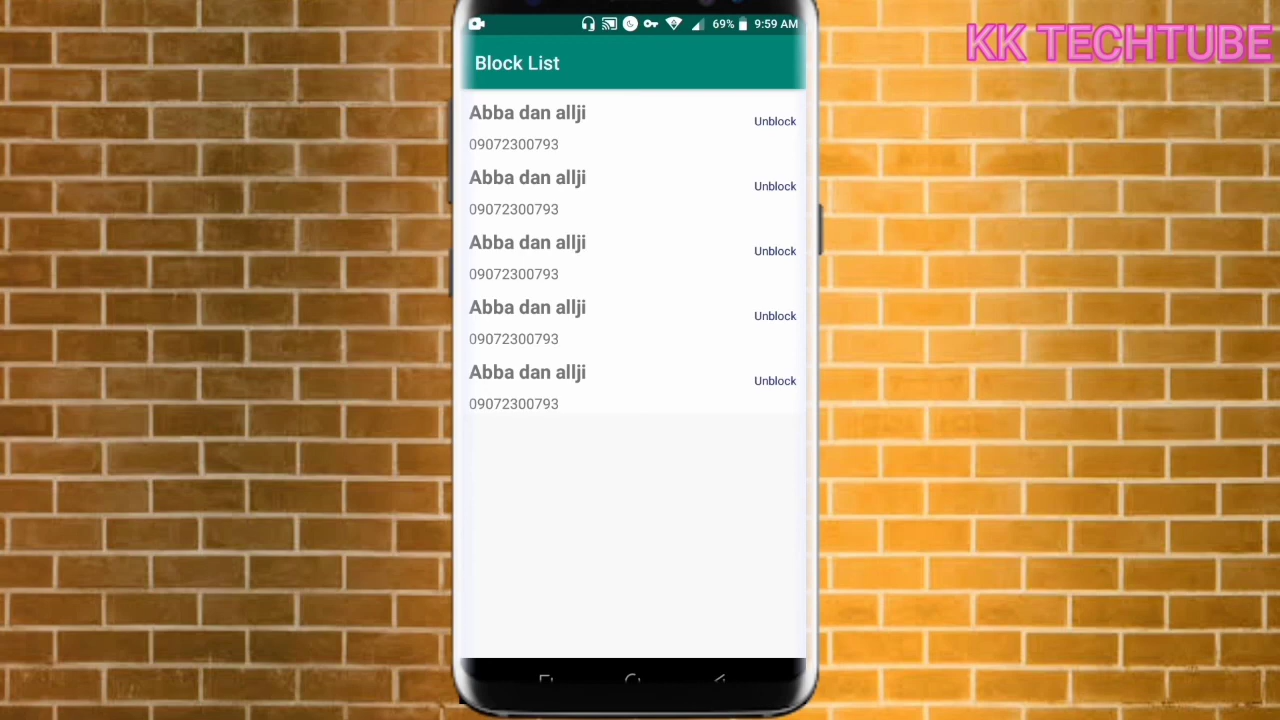 KK TECHTUBE
69% 9:59 AM
Block List
Abba dan allji
Unblock
09072300793
Abba dan allji
Unblock
09072300793
Abba dan allji
Unblock
09072300793
Abba dan allji
Unblock
09072300793
Abba dan allji
Unblock
09072300793